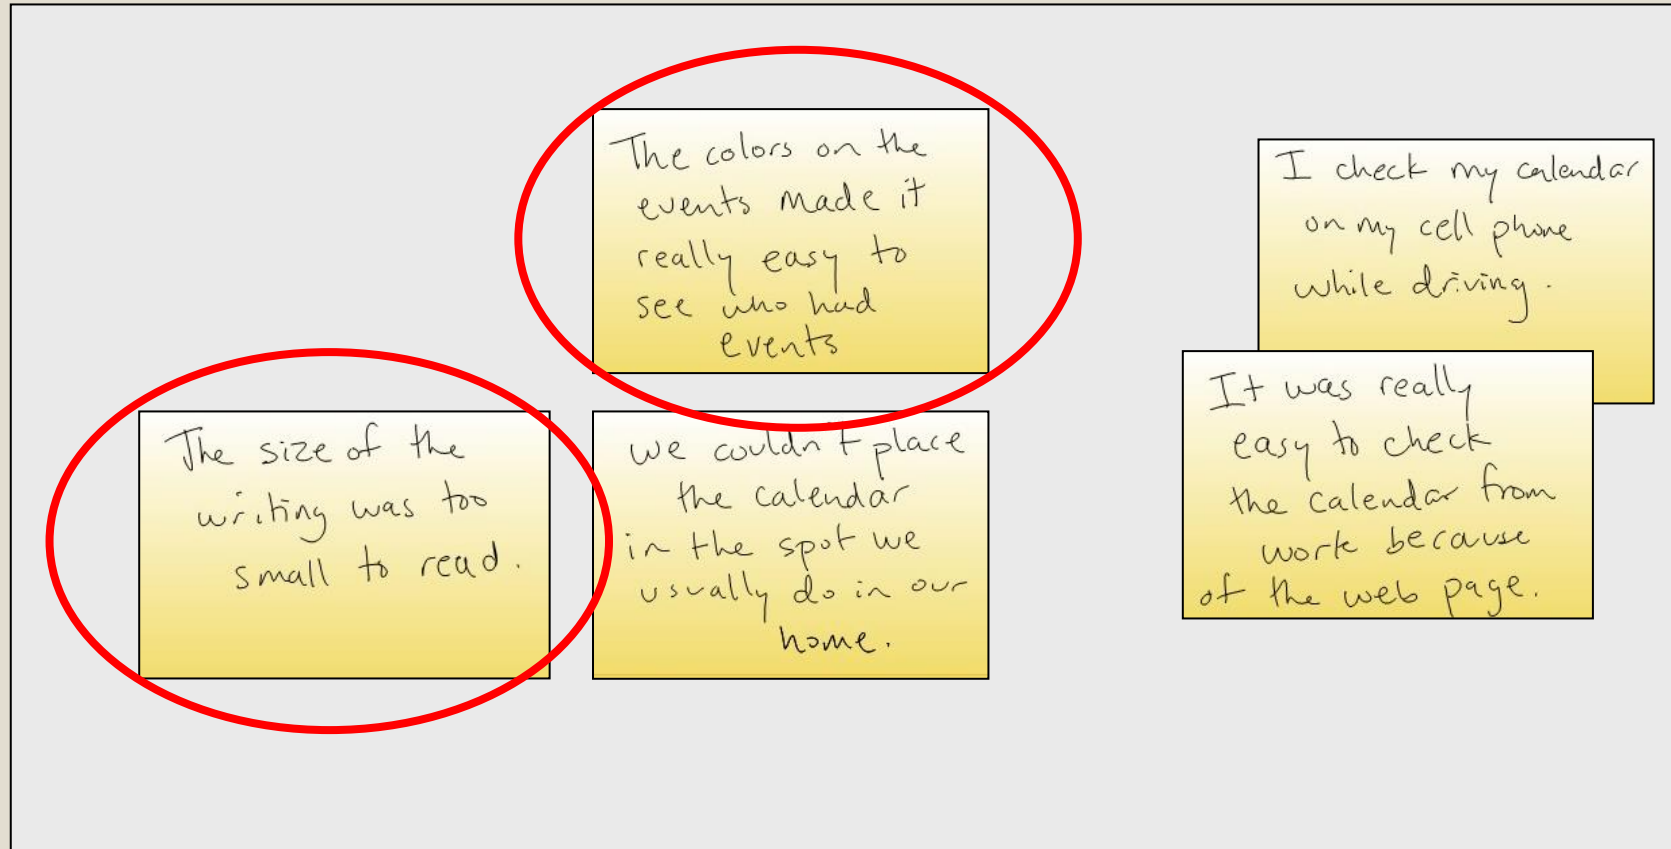 The colors on the
events made it
really easy to
see who had
events
I check my calendar
on my cell phone
while driving.
The size of the
writing was too
small to read.
we couldn't place
the calendar
in the spot we
usually do in our
home.
It was really
easy to check
the calendar from
work because
of the web page.